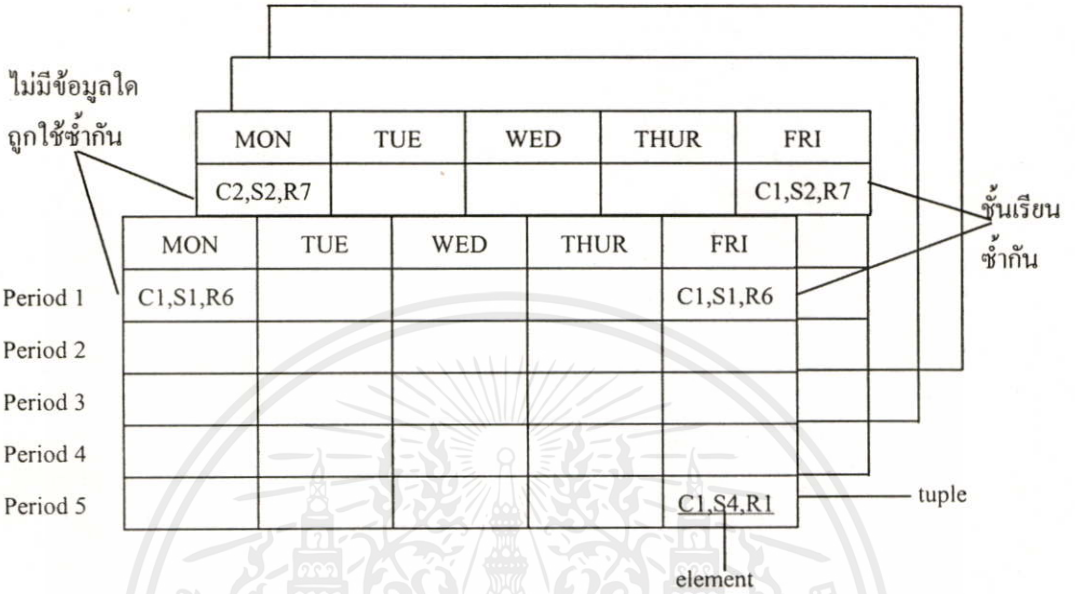 ไม่มีข้อมูลใด
ถูกใช้ซ้ำกัน
MON TUE WED THUR FRI
C2,S2,R7 C1,S2,R7
ชั้นเรียน
ซ้ำกัน
MON TUE WED THUR FRI
Period 1 C1,S1,R6 C1,S1,R6
Period 2
Period 3
Period 4
Period 5 C1,S4,R1 tuple
element